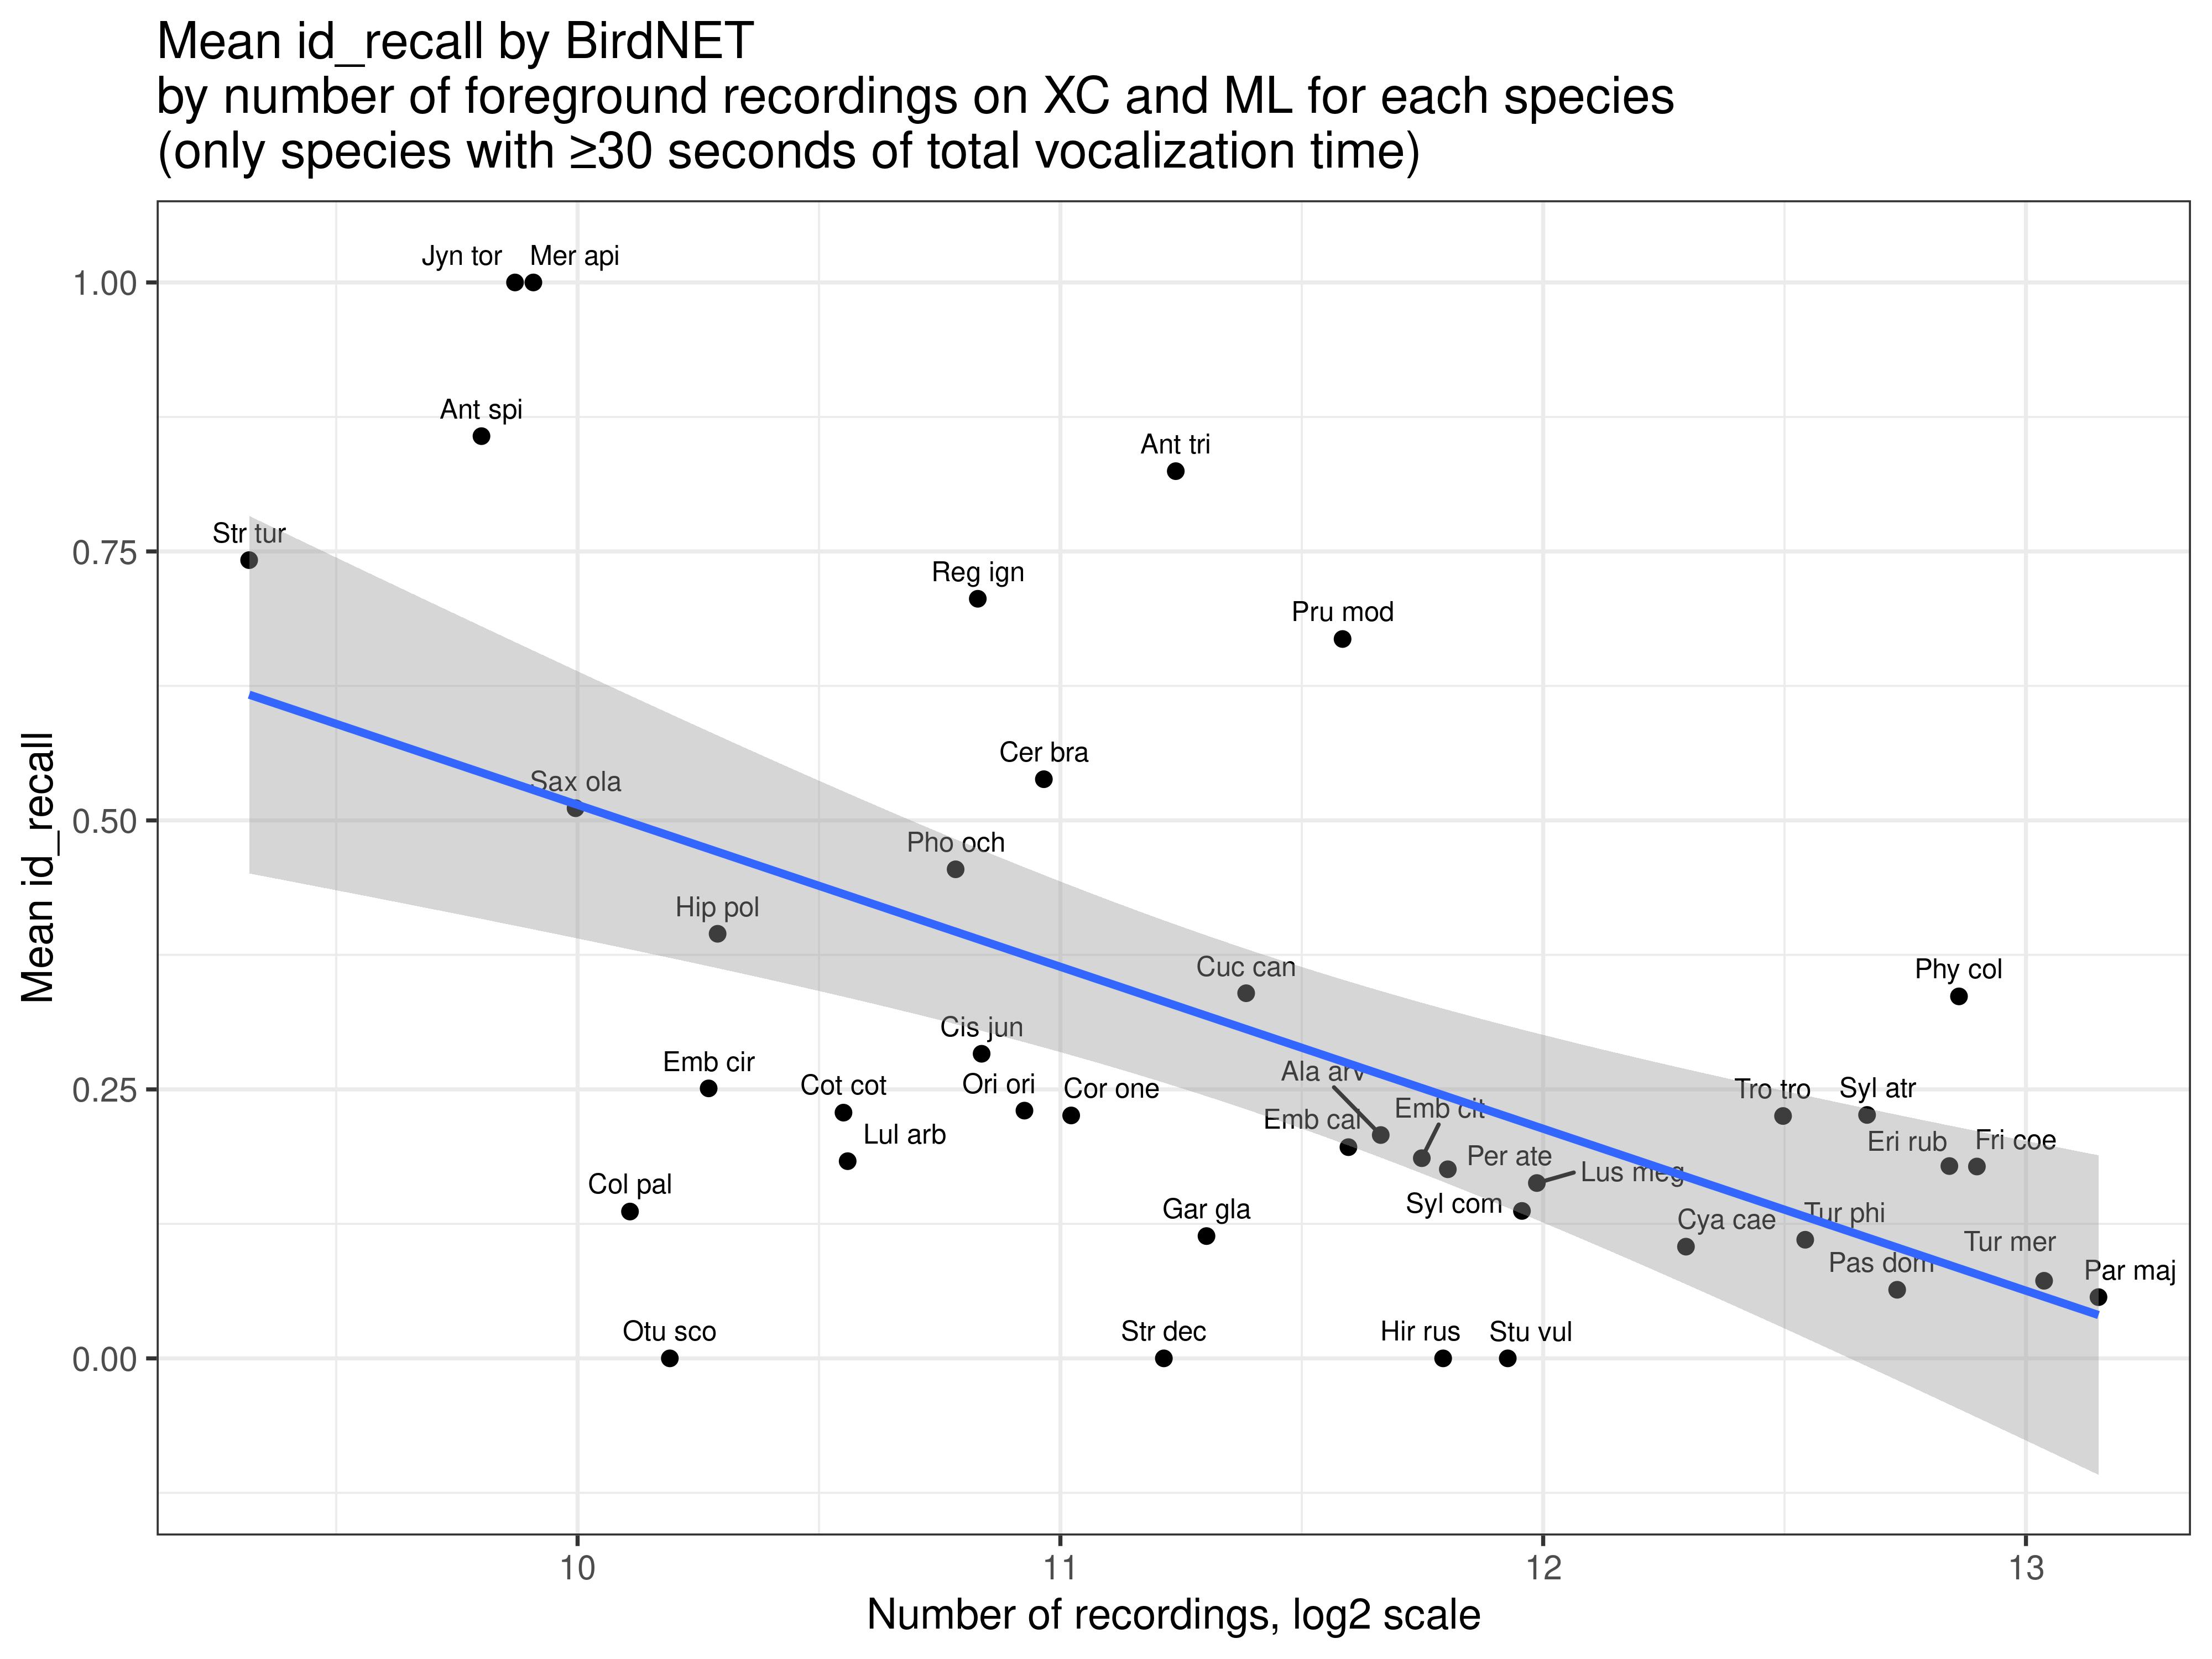 Mean id_recall by BirdNET
by number of foreground recordings on XC and ML for each species
(only species with ≥30 seconds of total vocalization time)
Jyn tor
Mer api
1.00
Ant spi
Ant tri
Str tur
0.75
Reg ign
Pru mod
Cer bra
Sax ola
0.50
Pho och
Hip pol
Cuc can
Phy col
Cis jun
Emb cir
Ala arv
Cot cot
Ori ori
Cor one
0.25
Tro tro
Syl atr
Emb cit
Emb cal
Lul arb
Eri rub
Fri coe
Per ate
Lus meg
Col pal
Syl com
Gar gla
Cya cae
Tur phi
Tur mer
Pas dom
Par maj
Otu sco
Str dec
Hir rus
Stu vul
0.00
Mean id_recall
10
11
12
13
Number of recordings, log2 scale